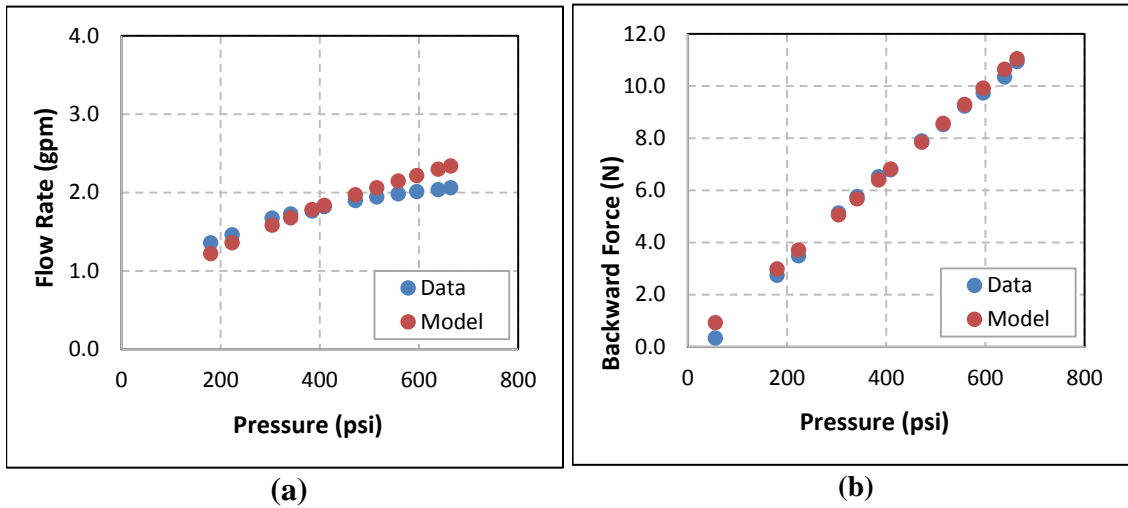 4.0
3.0
2.0
1.0
0.0
0 200 400 600 800
Flow Rate (gpm)
Pressure (psi)
Data
Model
(a)
12.0
10.0
8.0
6.0
4.0
2.0
0.0
0 200 400 600 800
Backward Force (N)
Pressure (psi)
Data
Model
(b)